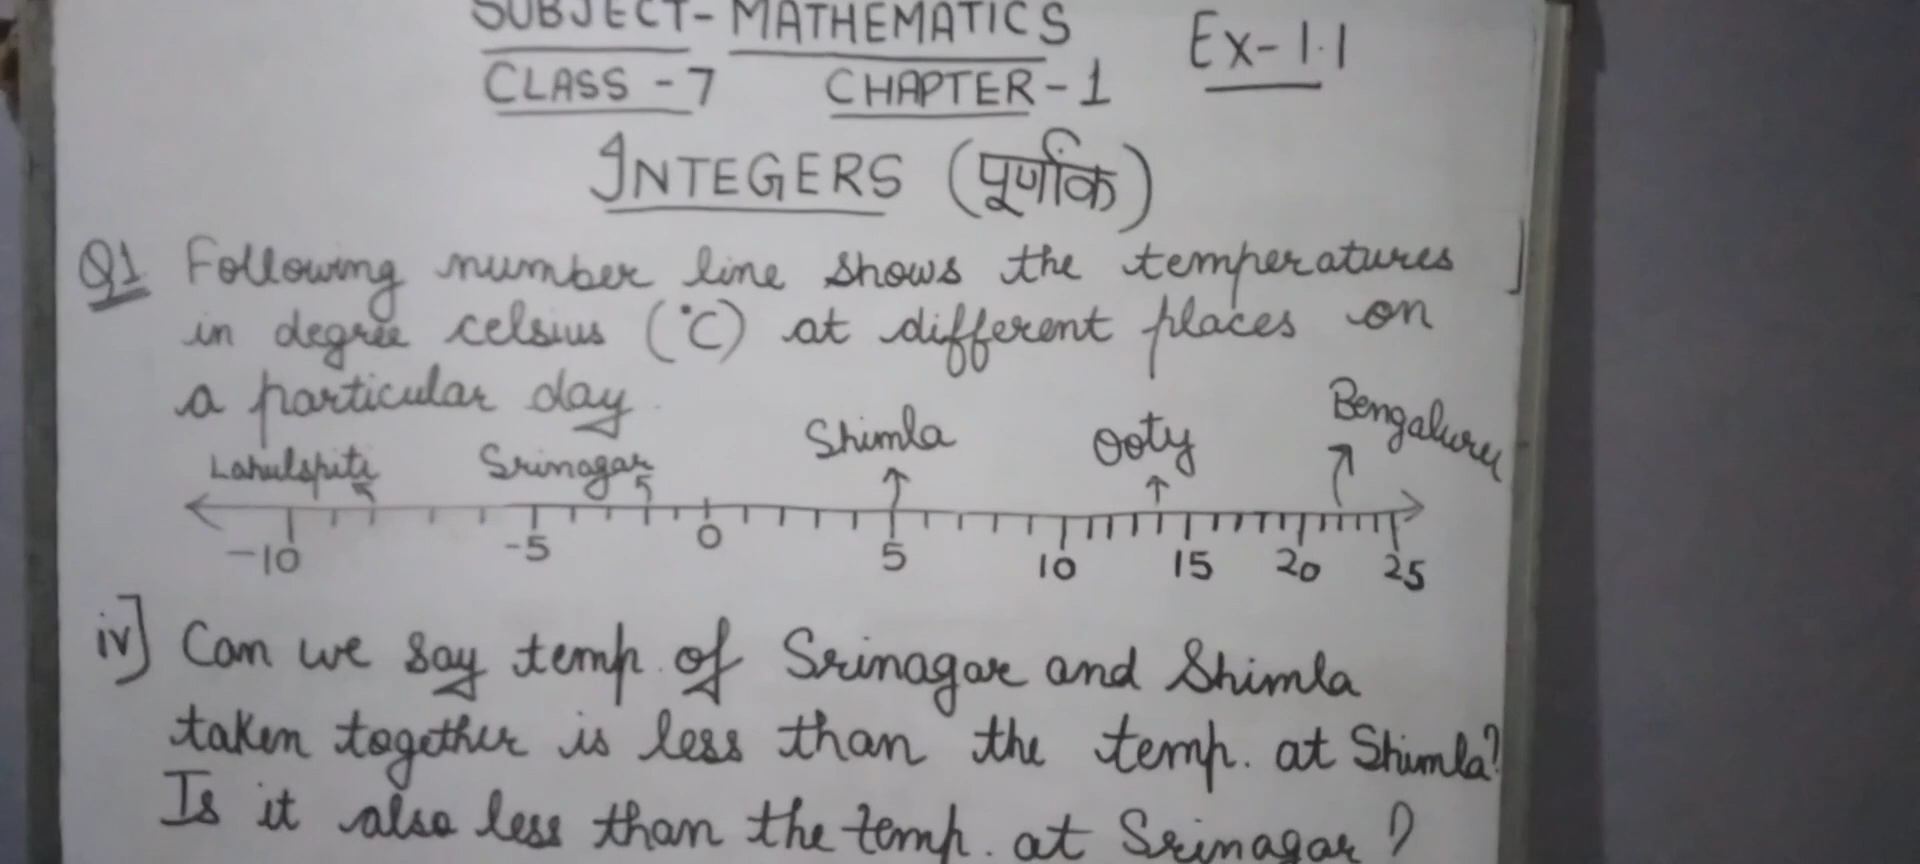 SUBJECT- MATHEMATICS
Ex-1.1
CLASS -7 CHAPTER-1
INTEGERS (पूर्णांक)
Q1 Following number line shows the temperatures
in degree celsius (°C) at different places on
a particular day.
Lahulspiti Srinagar Shimla Ooty Bengaluru
-10 -5 0 5 10 15 20 25
iv] Can we say temp. of Srinagar and Shimla
taken together is less than the temp. at Shimla?
Is it also less than the temp. at Srinagar?